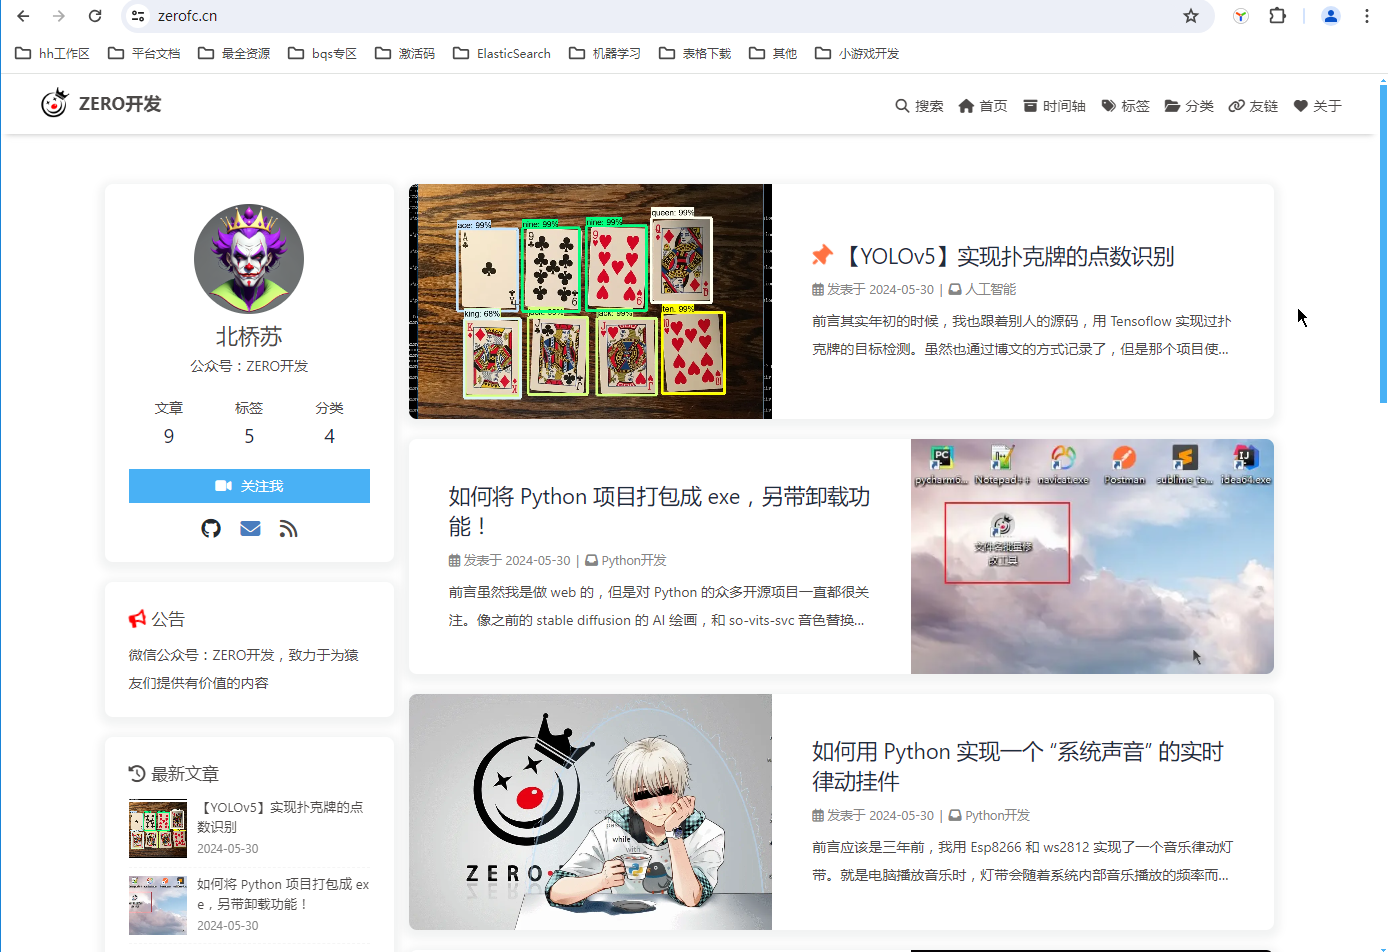 zerofc.cn
hh工作区
平台文档
最全资源
bqs专区
激活码
ElasticSearch
机器学习
表格下载
其他
小游戏开发
ZERO开发
搜索
首页
时间轴
标签
分类
友链
关于
北桥苏
公众号：ZERO开发
文章
标签
分类
9
5
4
关注我
公告
微信公众号：ZERO开发，致力于为猿
友们提供有价值的内容
最新文章
【YOLOv5】实现扑克牌的点
数识别
2024-05-30
如何将 Python 项目打包成 ex
e，另带卸载功能！
2024-05-30
ace: 99%
nine: 99%
nine: 99%
queen: 99%
king: 68%
ten: 99%
【YOLOv5】实现扑克牌的点数识别
发表于 2024-05-30 | 人工智能
前言其实年初的时候，我也跟着别人的源码，用 Tensoflow 实现过扑
克牌的目标检测。虽然也通过博文的方式记录了，但是那个项目使...
如何将 Python 项目打包成 exe，另带卸载功
能！
发表于 2024-05-30 | Python开发
前言虽然我是做 web 的，但是对 Python 的众多开源项目一直都很关
注。像之前的 stable diffusion 的 AI 绘画，和 so-vits-svc 音色替换...
pycharm6...
Notepad++
navicat.exe
Postman
sublime_te...
idea64.exe
文件名批量修
改工具
ZERO
while
with
如何用 Python 实现一个 “系统声音” 的实时
律动挂件
发表于 2024-05-30 | Python开发
前言应该是三年前，我用 Esp8266 和 ws2812 实现了一个音乐律动灯
带。就是电脑播放音乐时，灯带会随着系统内部音乐播放的频率而...